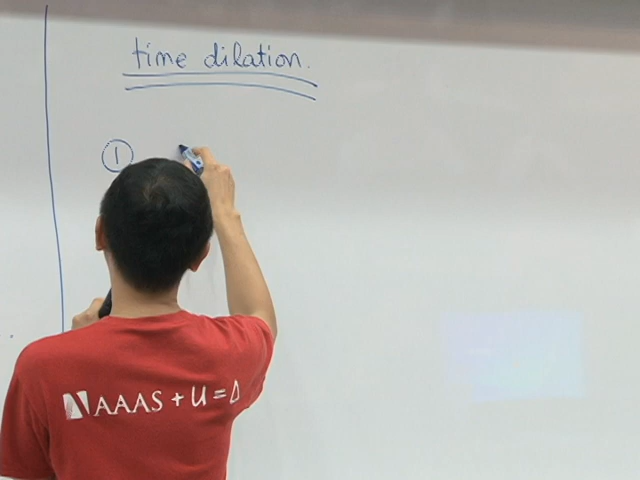 time dilation.
1
AAAS + U = Δ